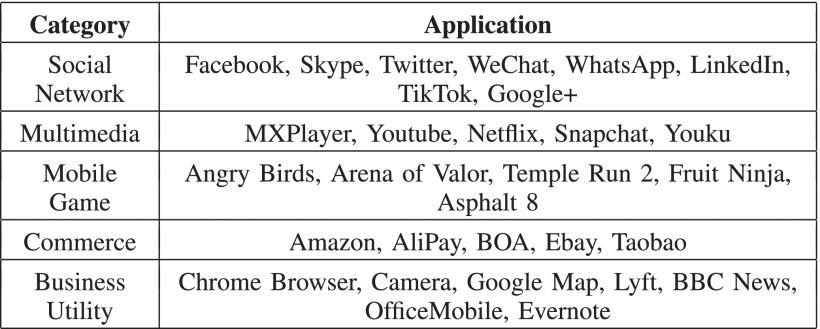 Category Application
Social Network Facebook, Skype, Twitter, WeChat, WhatsApp, LinkedIn,
TikTok, Google+
Multimedia MXPlayer, Youtube, Netflix, Snapchat, Youku
Mobile Game Angry Birds, Arena of Valor, Temple Run 2, Fruit Ninja,
Asphalt 8
Commerce Amazon, AliPay, BOA, Ebay, Taobao
Business Utility Chrome Browser, Camera, Google Map, Lyft, BBC News,
OfficeMobile, Evernote